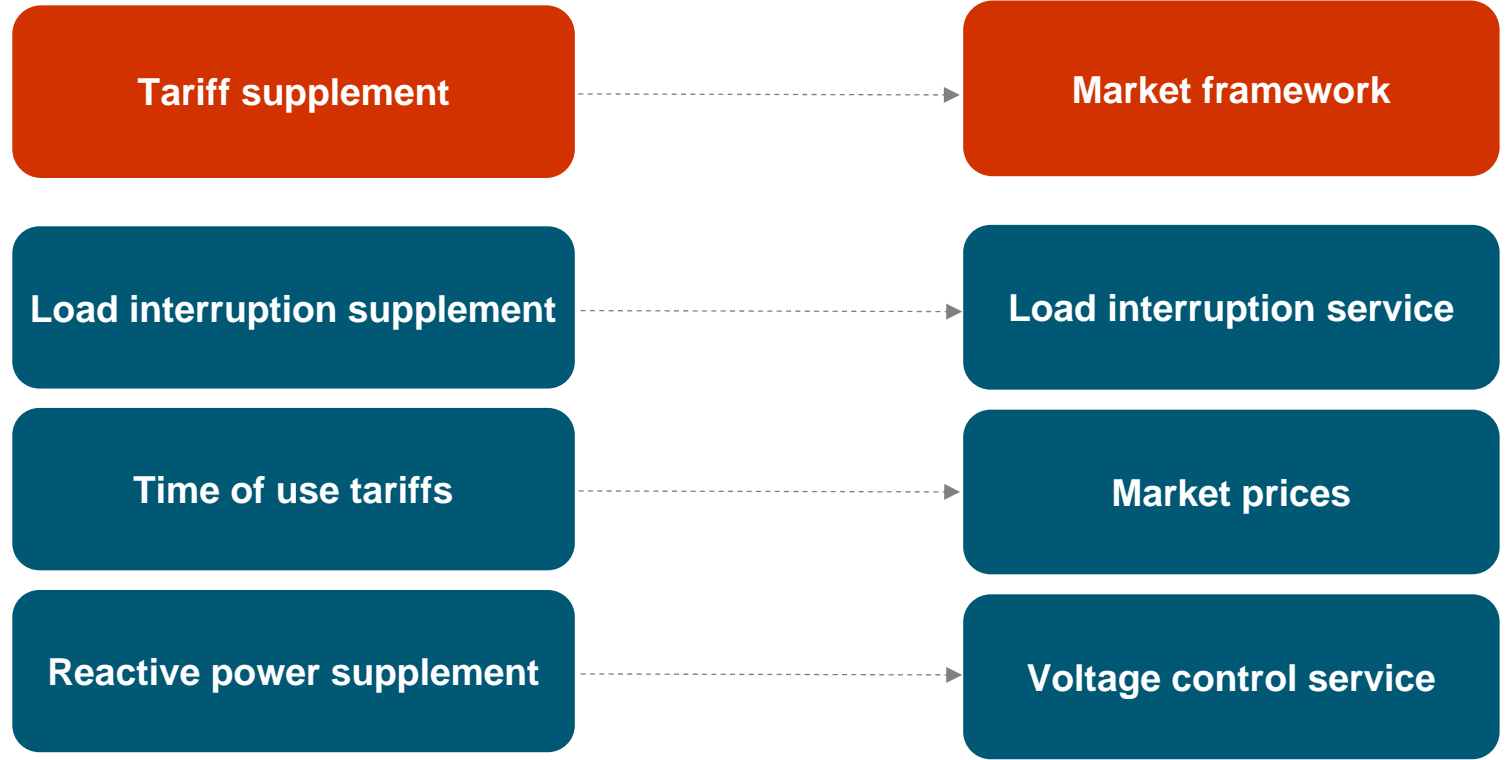 Tariff supplement
Market framework
Load interruption supplement
Load interruption service
Time of use tariffs
Market prices
Reactive power supplement
Voltage control service